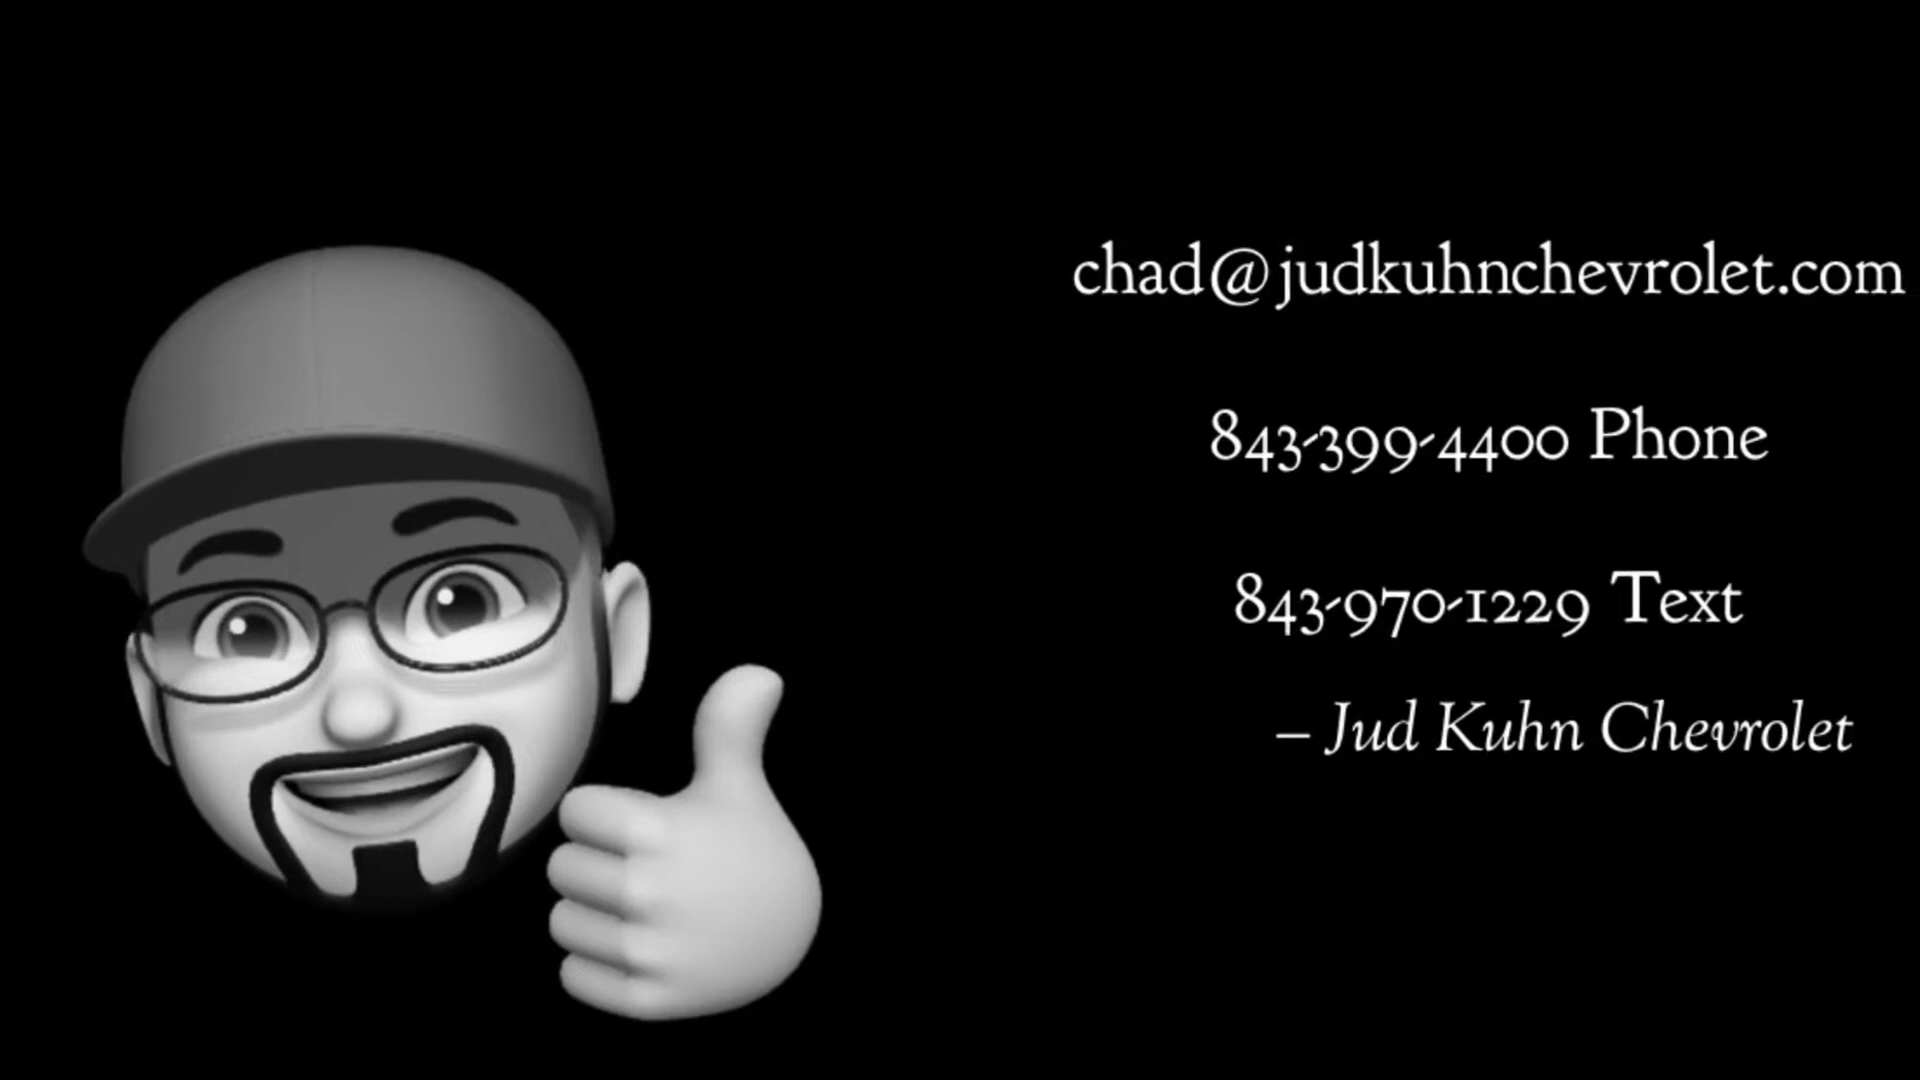 chad@judkuhnchevrolet.com
843-399-4400 Phone
843-970-1229 Text
– Jud Kuhn Chevrolet